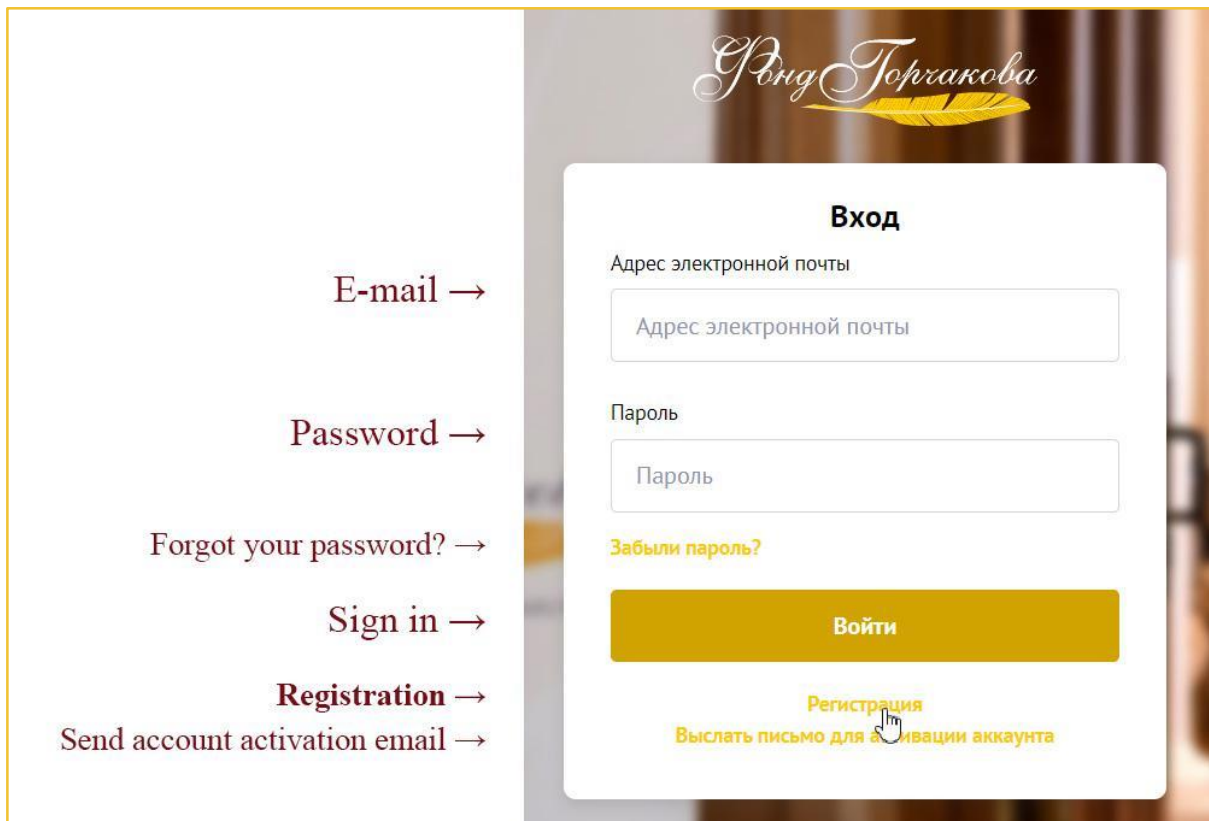 Фонд Горчакова
Вход
Адрес электронной почты
E-mail →
Адрес электронной почты
Пароль
Password →
Пароль
Forgot your password? →
Забыли пароль?
Sign in →
Войти
Registration →
Регистрация
Send account activation email →
Выслать письмо для активации аккаунта